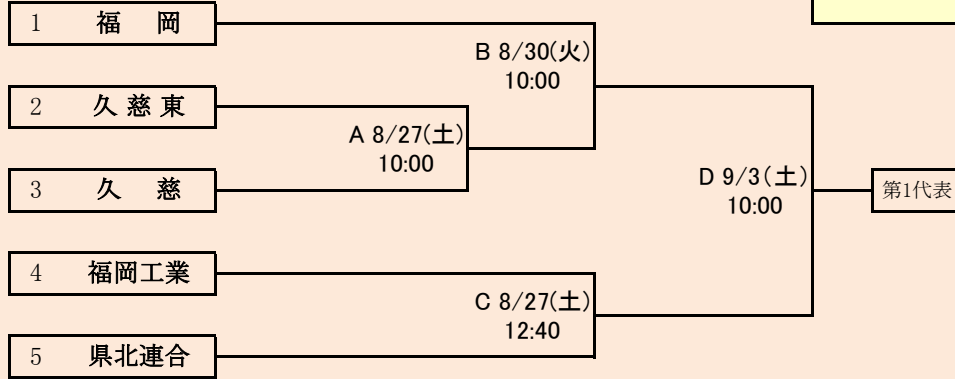 1 福岡
B 8/30(火)
10:00
2 久慈東
A 8/27(土)
10:00
3 久慈
D 9/3(土)
10:00
第1代表
4 福岡工業
C 8/27(土)
12:40
5 県北連合